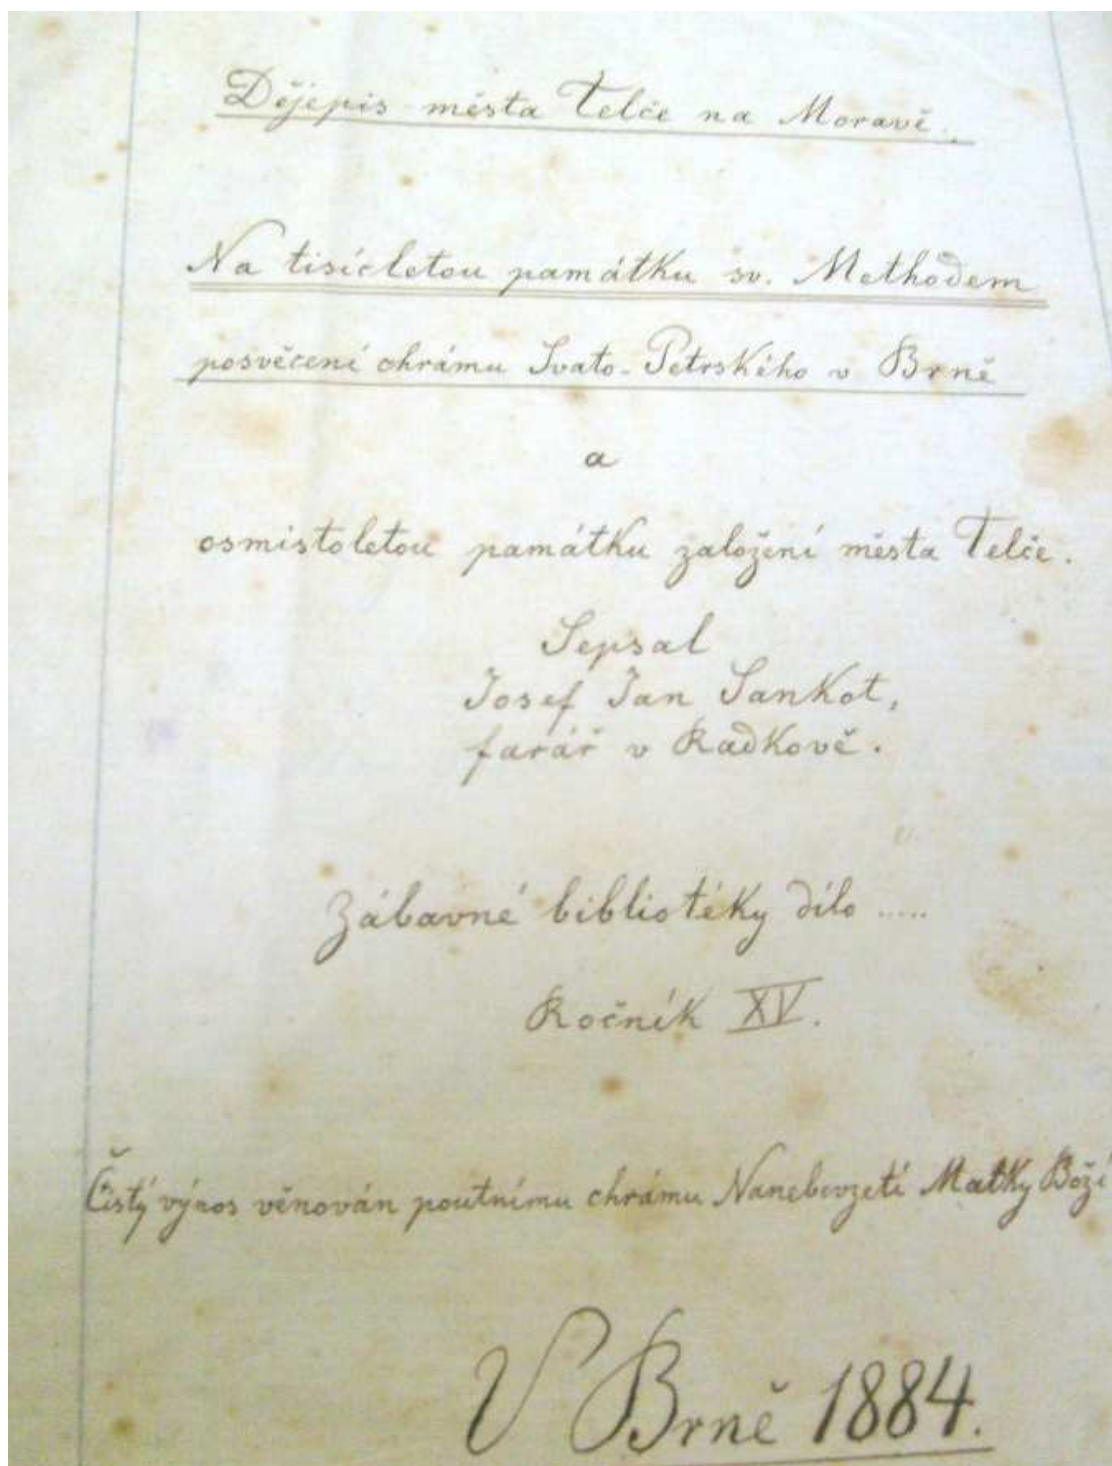 Dějepis města Telče na Moravě.
Na tisícletou památku sv. Methodem
posvěcení chrámu Svato-Petrského v Brně
a
osmistoletou památku založení města Telče.
Sepsal
Josef Jan Sankot,
farář v Radkově.
Zábavné bibliotéky dílo .....
Ročník XV.
Čistý výnos věnován poutnímu chrámu Nanebevzetí Matky Boží
V Brně 1884.